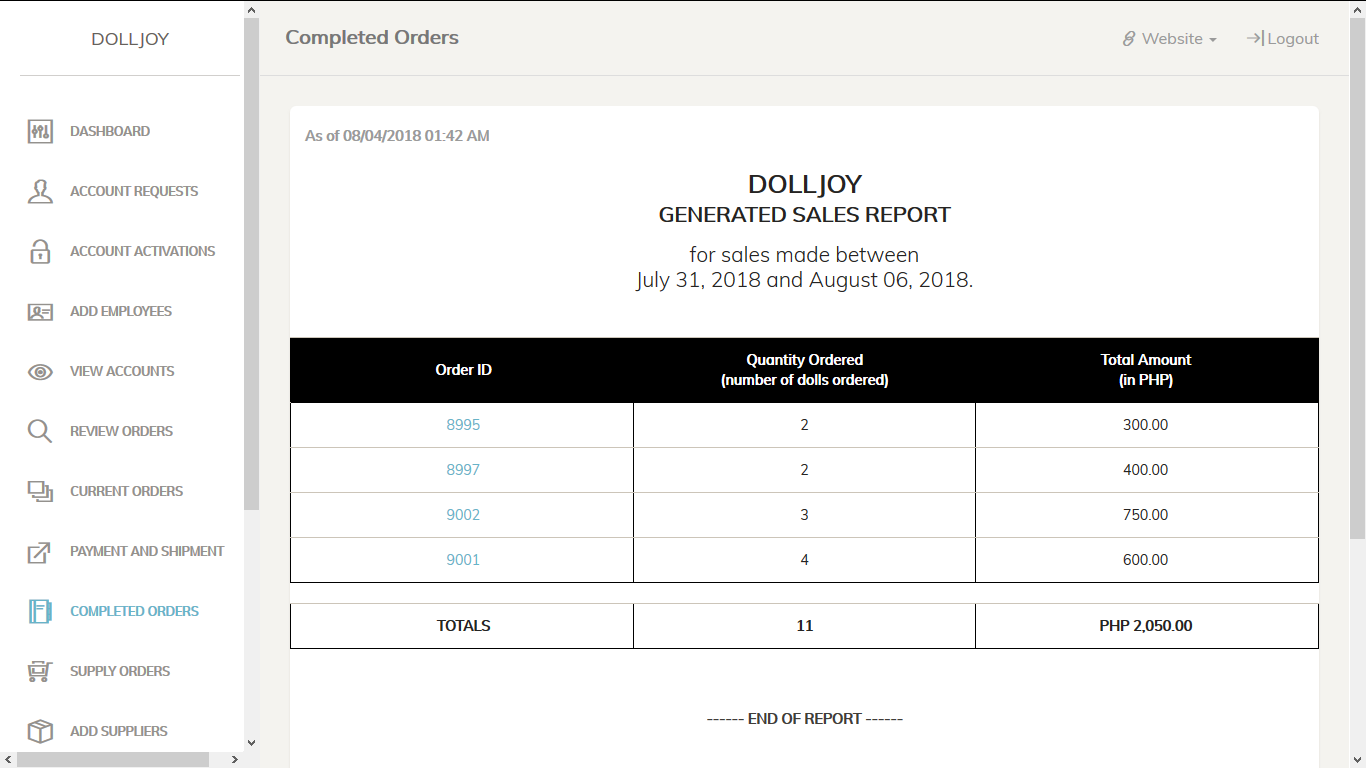 DOLLJOY
DASHBOARD
ACCOUNT REQUESTS
ACCOUNT ACTIVATIONS
ADD EMPLOYEES
VIEW ACCOUNTS
REVIEW ORDERS
CURRENT ORDERS
PAYMENT AND SHIPMENT
COMPLETED ORDERS
SUPPLY ORDERS
ADD SUPPLIERS
Completed Orders
Website
Logout
As of 08/04/2018 01:42 AM
DOLLJOY
GENERATED SALES REPORT
for sales made between
July 31, 2018 and August 06, 2018.
Order ID Quantity Ordered (number of dolls ordered) Total Amount (in PHP)
8995 2 300.00
8997 2 400.00
9002 3 750.00
9001 4 600.00
TOTALS 11 PHP 2,050.00
------ END OF REPORT ------